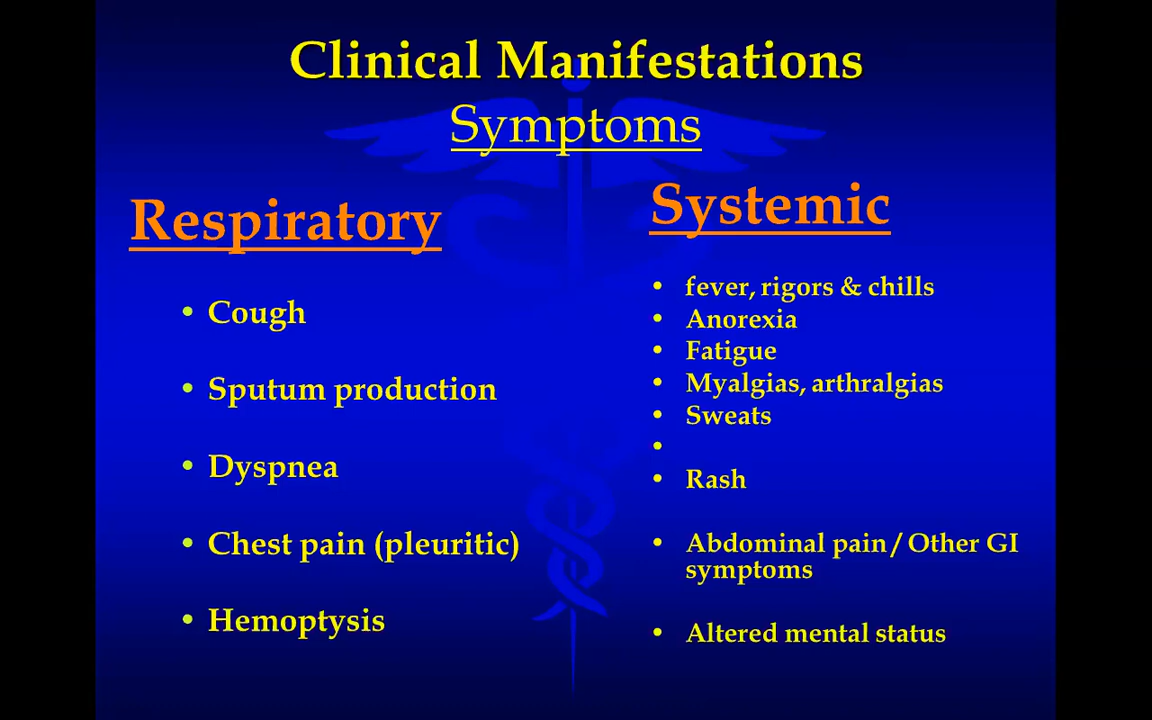 Clinical Manifestations
Symptoms
Respiratory
• Cough
• Sputum production
• Dyspnea
• Chest pain (pleuritic)
• Hemoptysis
Systemic
• fever, rigors & chills
• Anorexia
• Fatigue
• Myalgias, arthralgias
• Sweats
•
• Rash
• Abdominal pain / Other GI
symptoms
• Altered mental status